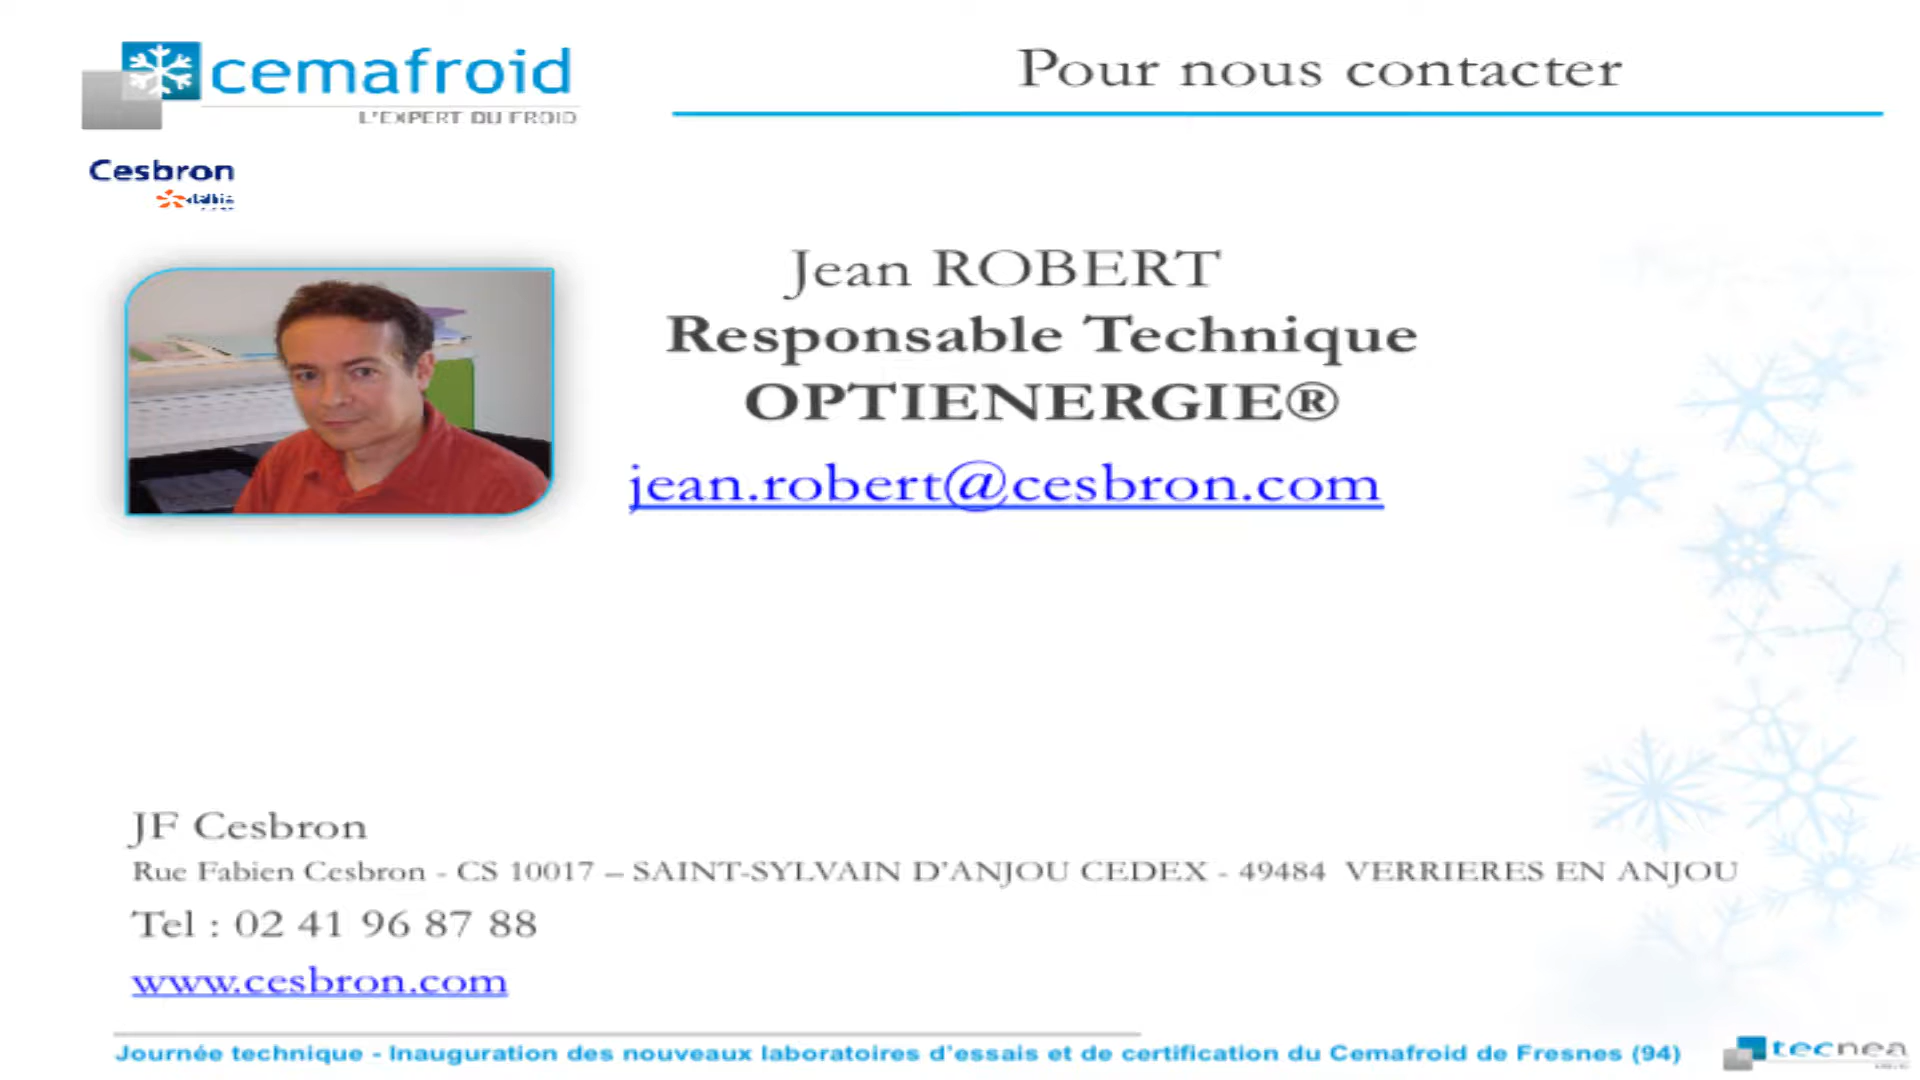 cemafroid
L'EXPERT DU FROID
Pour nous contacter
Cesbron
Jean ROBERT
Responsable Technique
OPTIENERGIE®
jean.robert@cesbron.com
JF Cesbron
Rue Fabien Cesbron - CS 10017 – SAINT-SYLVAIN D'ANJOU CEDEX - 49484 VERRIERES EN ANJOU
Tel : 02 41 96 87 88
www.cesbron.com
Journée technique - Inauguration des nouveaux laboratoires d'essais et de certification du Cemafroid de Fresnes (94)
tecnea